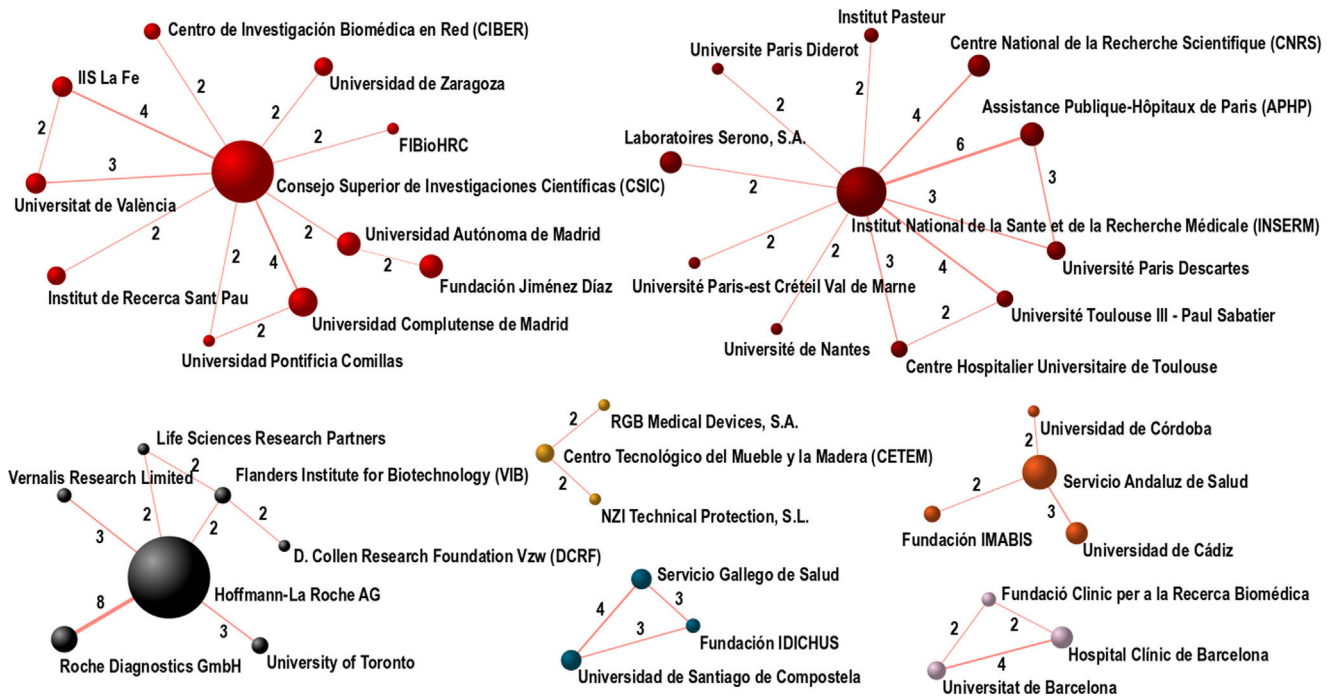 Centro de Investigación Biomédica en Red (CIBER)
IIS La Fe
Universidad de Zaragoza
FIBioHRC
Consejo Superior de Investigaciones Científicas (CSIC)
Universitat de València
Universidad Autónoma de Madrid
Fundación Jiménez Díaz
Institut de Recerca Sant Pau
Universidad Complutense de Madrid
Universidad Pontificia Comillas
2
2
4
2
2
3
2
2
2
4
2
2
Institut Pasteur
Universite Paris Diderot
Centre National de la Recherche Scientifique (CNRS)
Assistance Publique-Hôpitaux de Paris (APHP)
Laboratoires Serono, S.A.
Institut National de la Sante et de la Recherche Médicale (INSERM)
Université Paris Descartes
Université Paris-est Créteil Val de Marne
Université Toulouse III - Paul Sabatier
Université de Nantes
Centre Hospitalier Universitaire de Toulouse
2
2
4
6
3
2
3
2
2
3
4
2
Life Sciences Research Partners
Vernalis Research Limited
Flanders Institute for Biotechnology (VIB)
D. Collen Research Foundation Vzw (DCRF)
Hoffmann-La Roche AG
Roche Diagnostics GmbH
University of Toronto
2
2
2
2
3
8
3
RGB Medical Devices, S.A.
Centro Tecnológico del Mueble y la Madera (CETEM)
NZI Technical Protection, S.L.
2
2
Universidad de Córdoba
Servicio Andaluz de Salud
Fundación IMABIS
Universidad de Cádiz
2
2
3
Servicio Gallego de Salud
Fundación IDICHUS
Universidad de Santiago de Compostela
4
3
3
Fundació Clinic per a la Recerca Biomédica
Hospital Clínic de Barcelona
Universitat de Barcelona
2
2
4